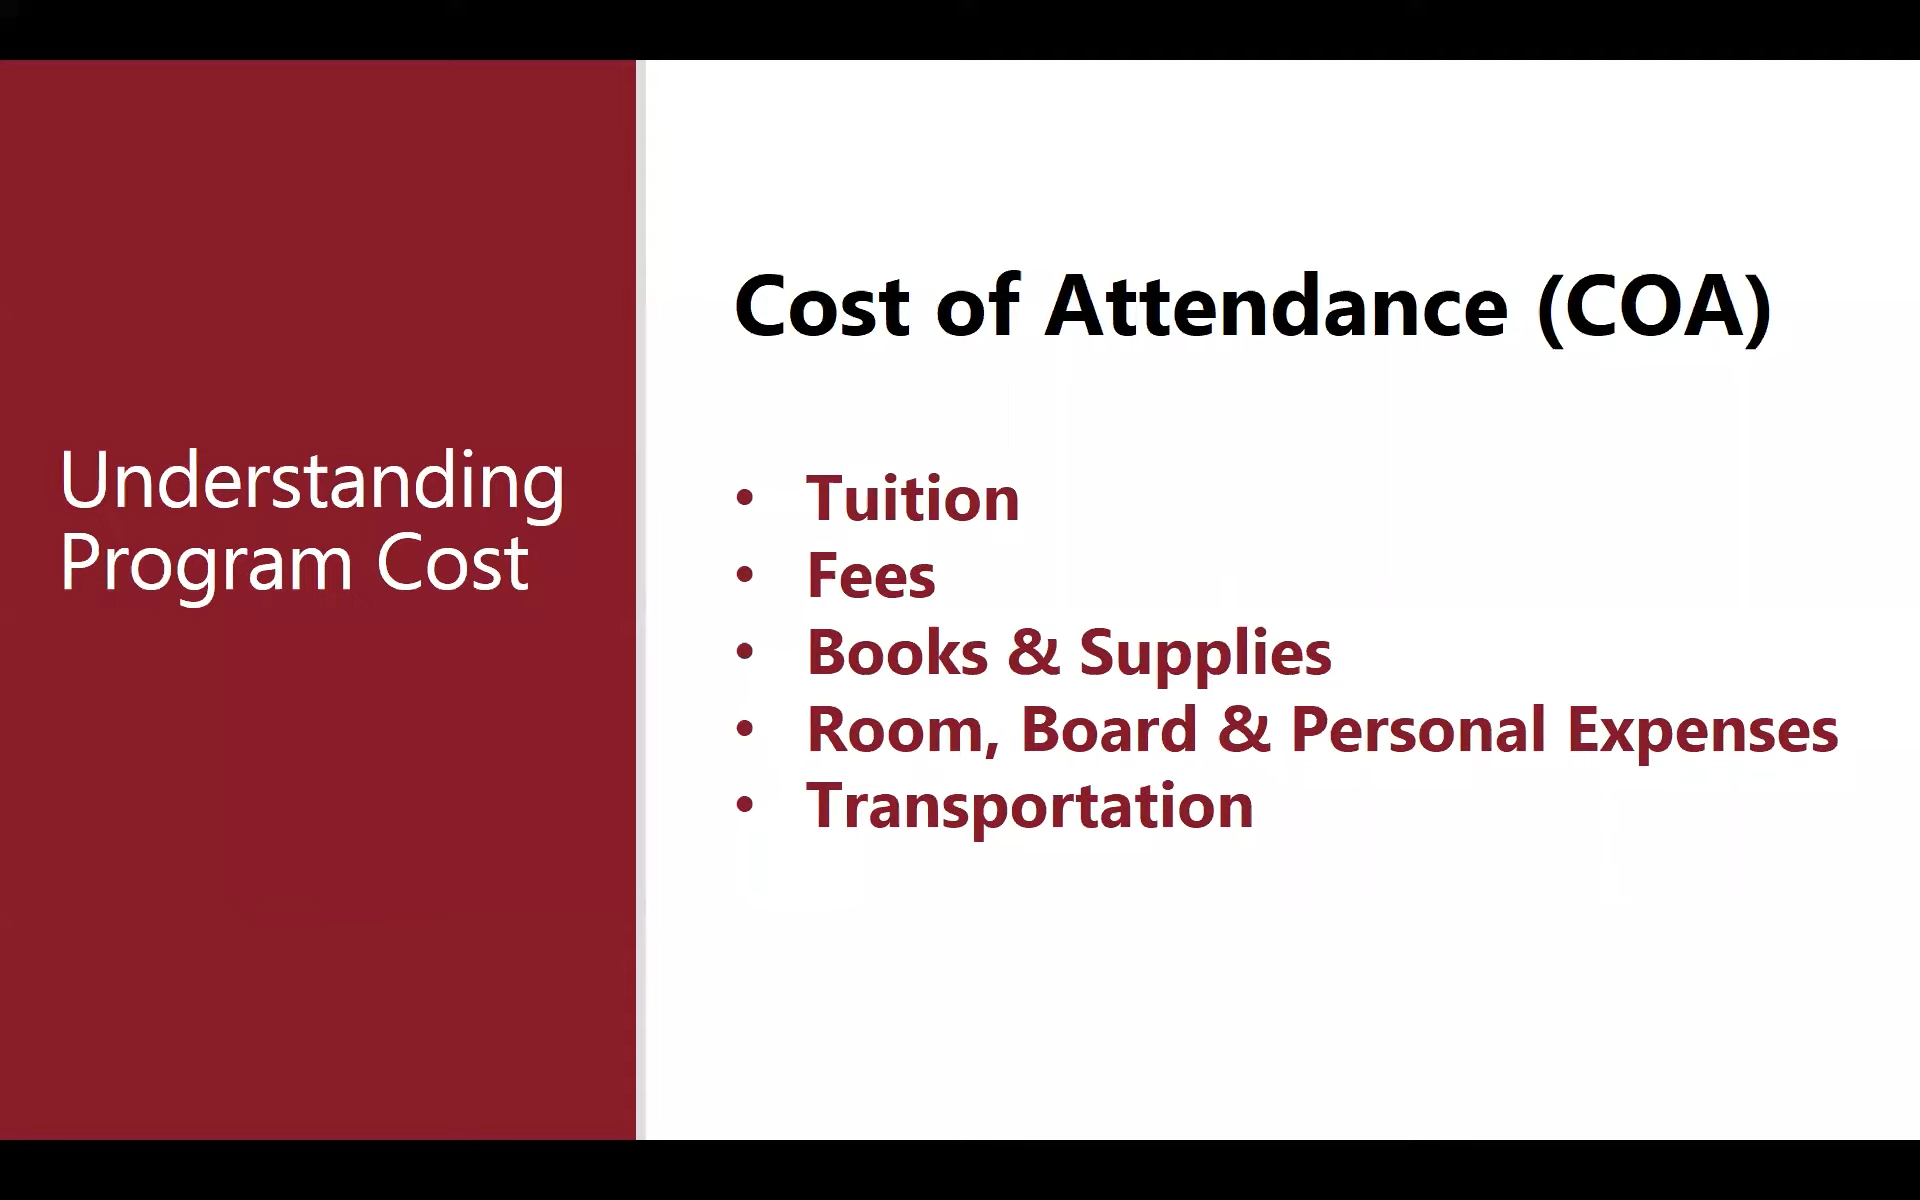 Understanding
Program Cost
Cost of Attendance (COA)
• Tuition
• Fees
• Books & Supplies
• Room, Board & Personal Expenses
• Transportation